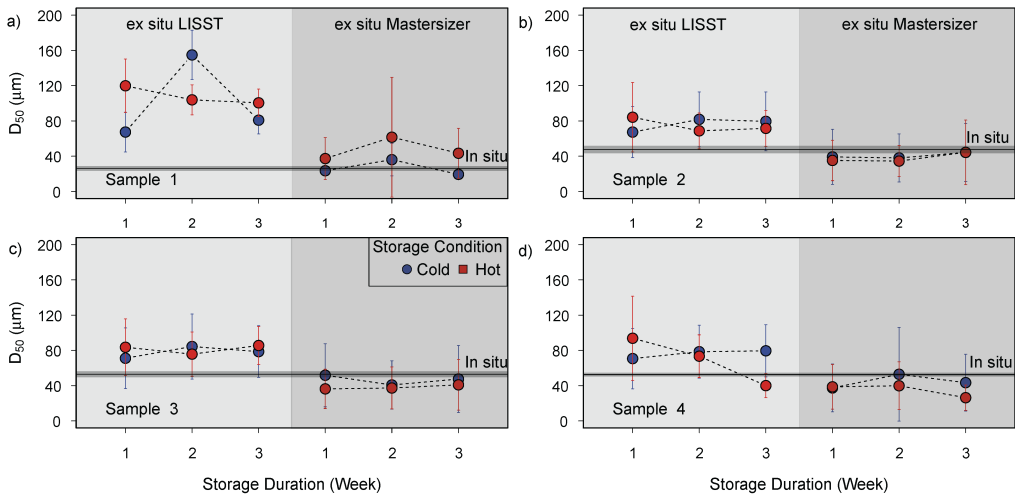 a)
ex situ LISST
ex situ Mastersizer
200
160
120
80
40
0
D50 (µm)
In situ
Sample 1
1 2 3 1 2 3
b)
ex situ LISST
ex situ Mastersizer
200
160
120
80
40
0
In situ
Sample 2
1 2 3 1 2 3
c)
Storage Condition
Cold Hot
200
160
120
80
40
0
D50 (µm)
In situ
Sample 3
1 2 3 1 2 3
Storage Duration (Week)
d)
200
160
120
80
40
0
In situ
Sample 4
1 2 3 1 2 3
Storage Duration (Week)